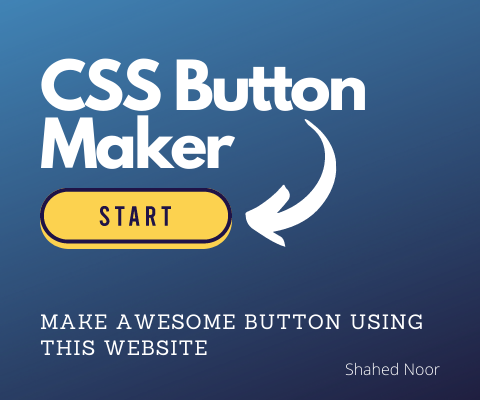 CSS Button
Maker
START
MAKE AWESOME BUTTON USING
THIS WEBSITE
Shahed Noor